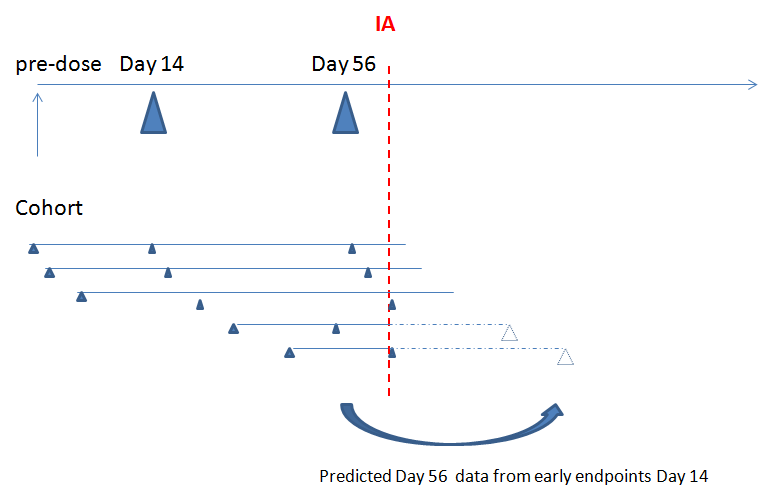 IA
pre-dose Day 14 Day 56
Cohort
Predicted Day 56 data from early endpoints Day 14